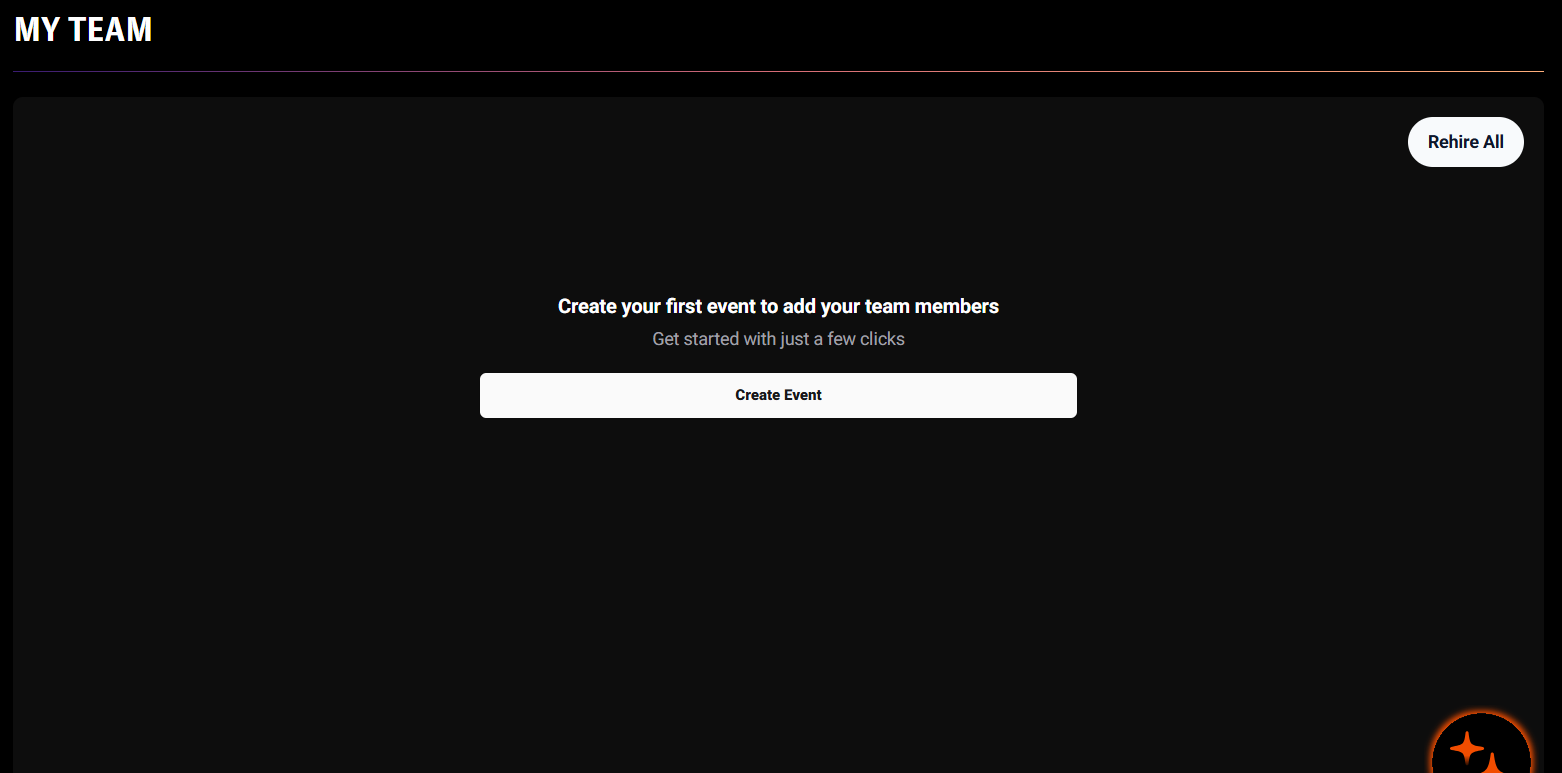 MY TEAM
Rehire All
Create your first event to add your team members
Get started with just a few clicks
Create Event